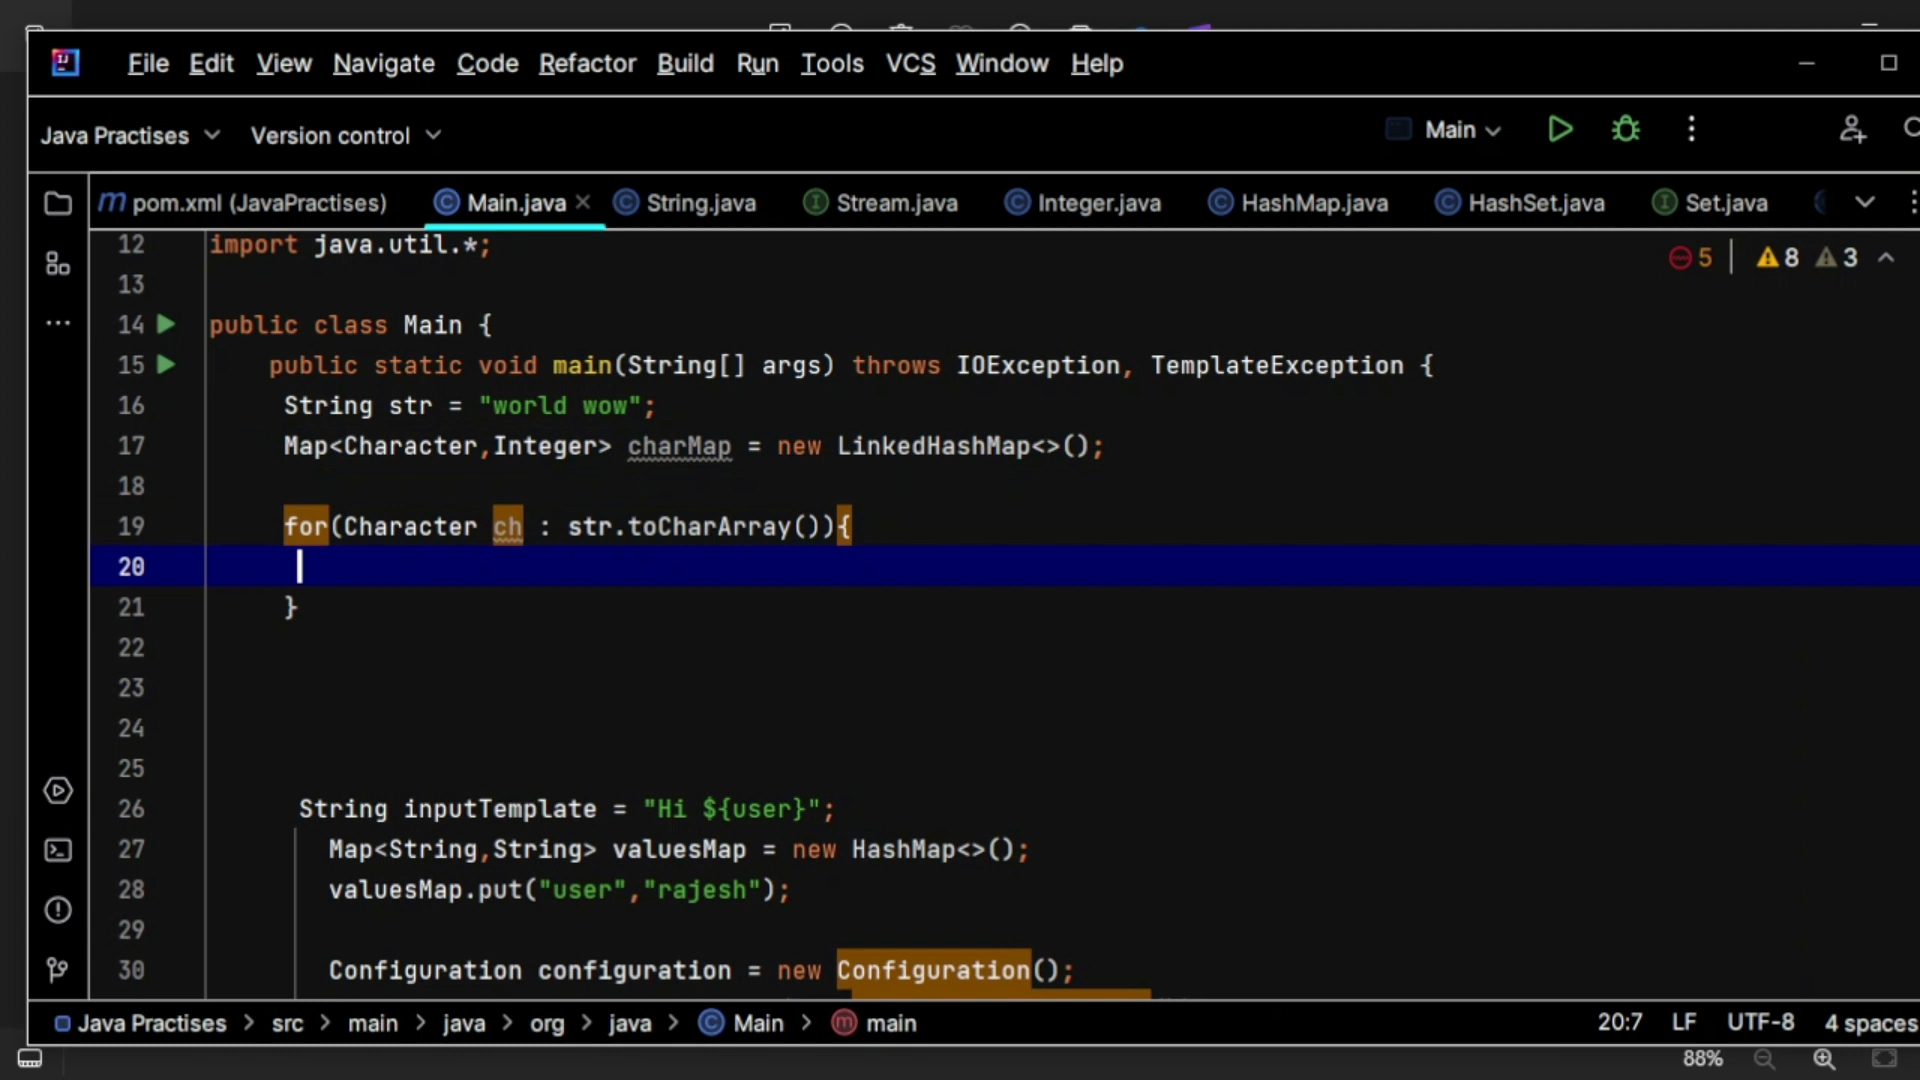 File Edit View Navigate Code Refactor Build Run Tools VCS Window Help
Java Practises Version control Main
pom.xml (JavaPractises) Main.java String.java Stream.java Integer.java HashMap.java HashSet.java Set.java
12 import java.util.*;
5 8 3
13
14 public class Main {
15 public static void main(String[] args) throws IOException, TemplateException {
16 String str = "world wow";
17 Map<Character,Integer> charMap = new LinkedHashMap<>();
18
19 for(Character ch : str.toCharArray()){
20
21 }
22
23
24
25
26 String inputTemplate = "Hi ${user}";
27 Map<String,String> valuesMap = new HashMap<>();
28 valuesMap.put("user","rajesh");
29
30 Configuration configuration = new Configuration();
Java Practises > src > main > java > org > java > Main > main 20:7 LF UTF-8 4 spaces
88%